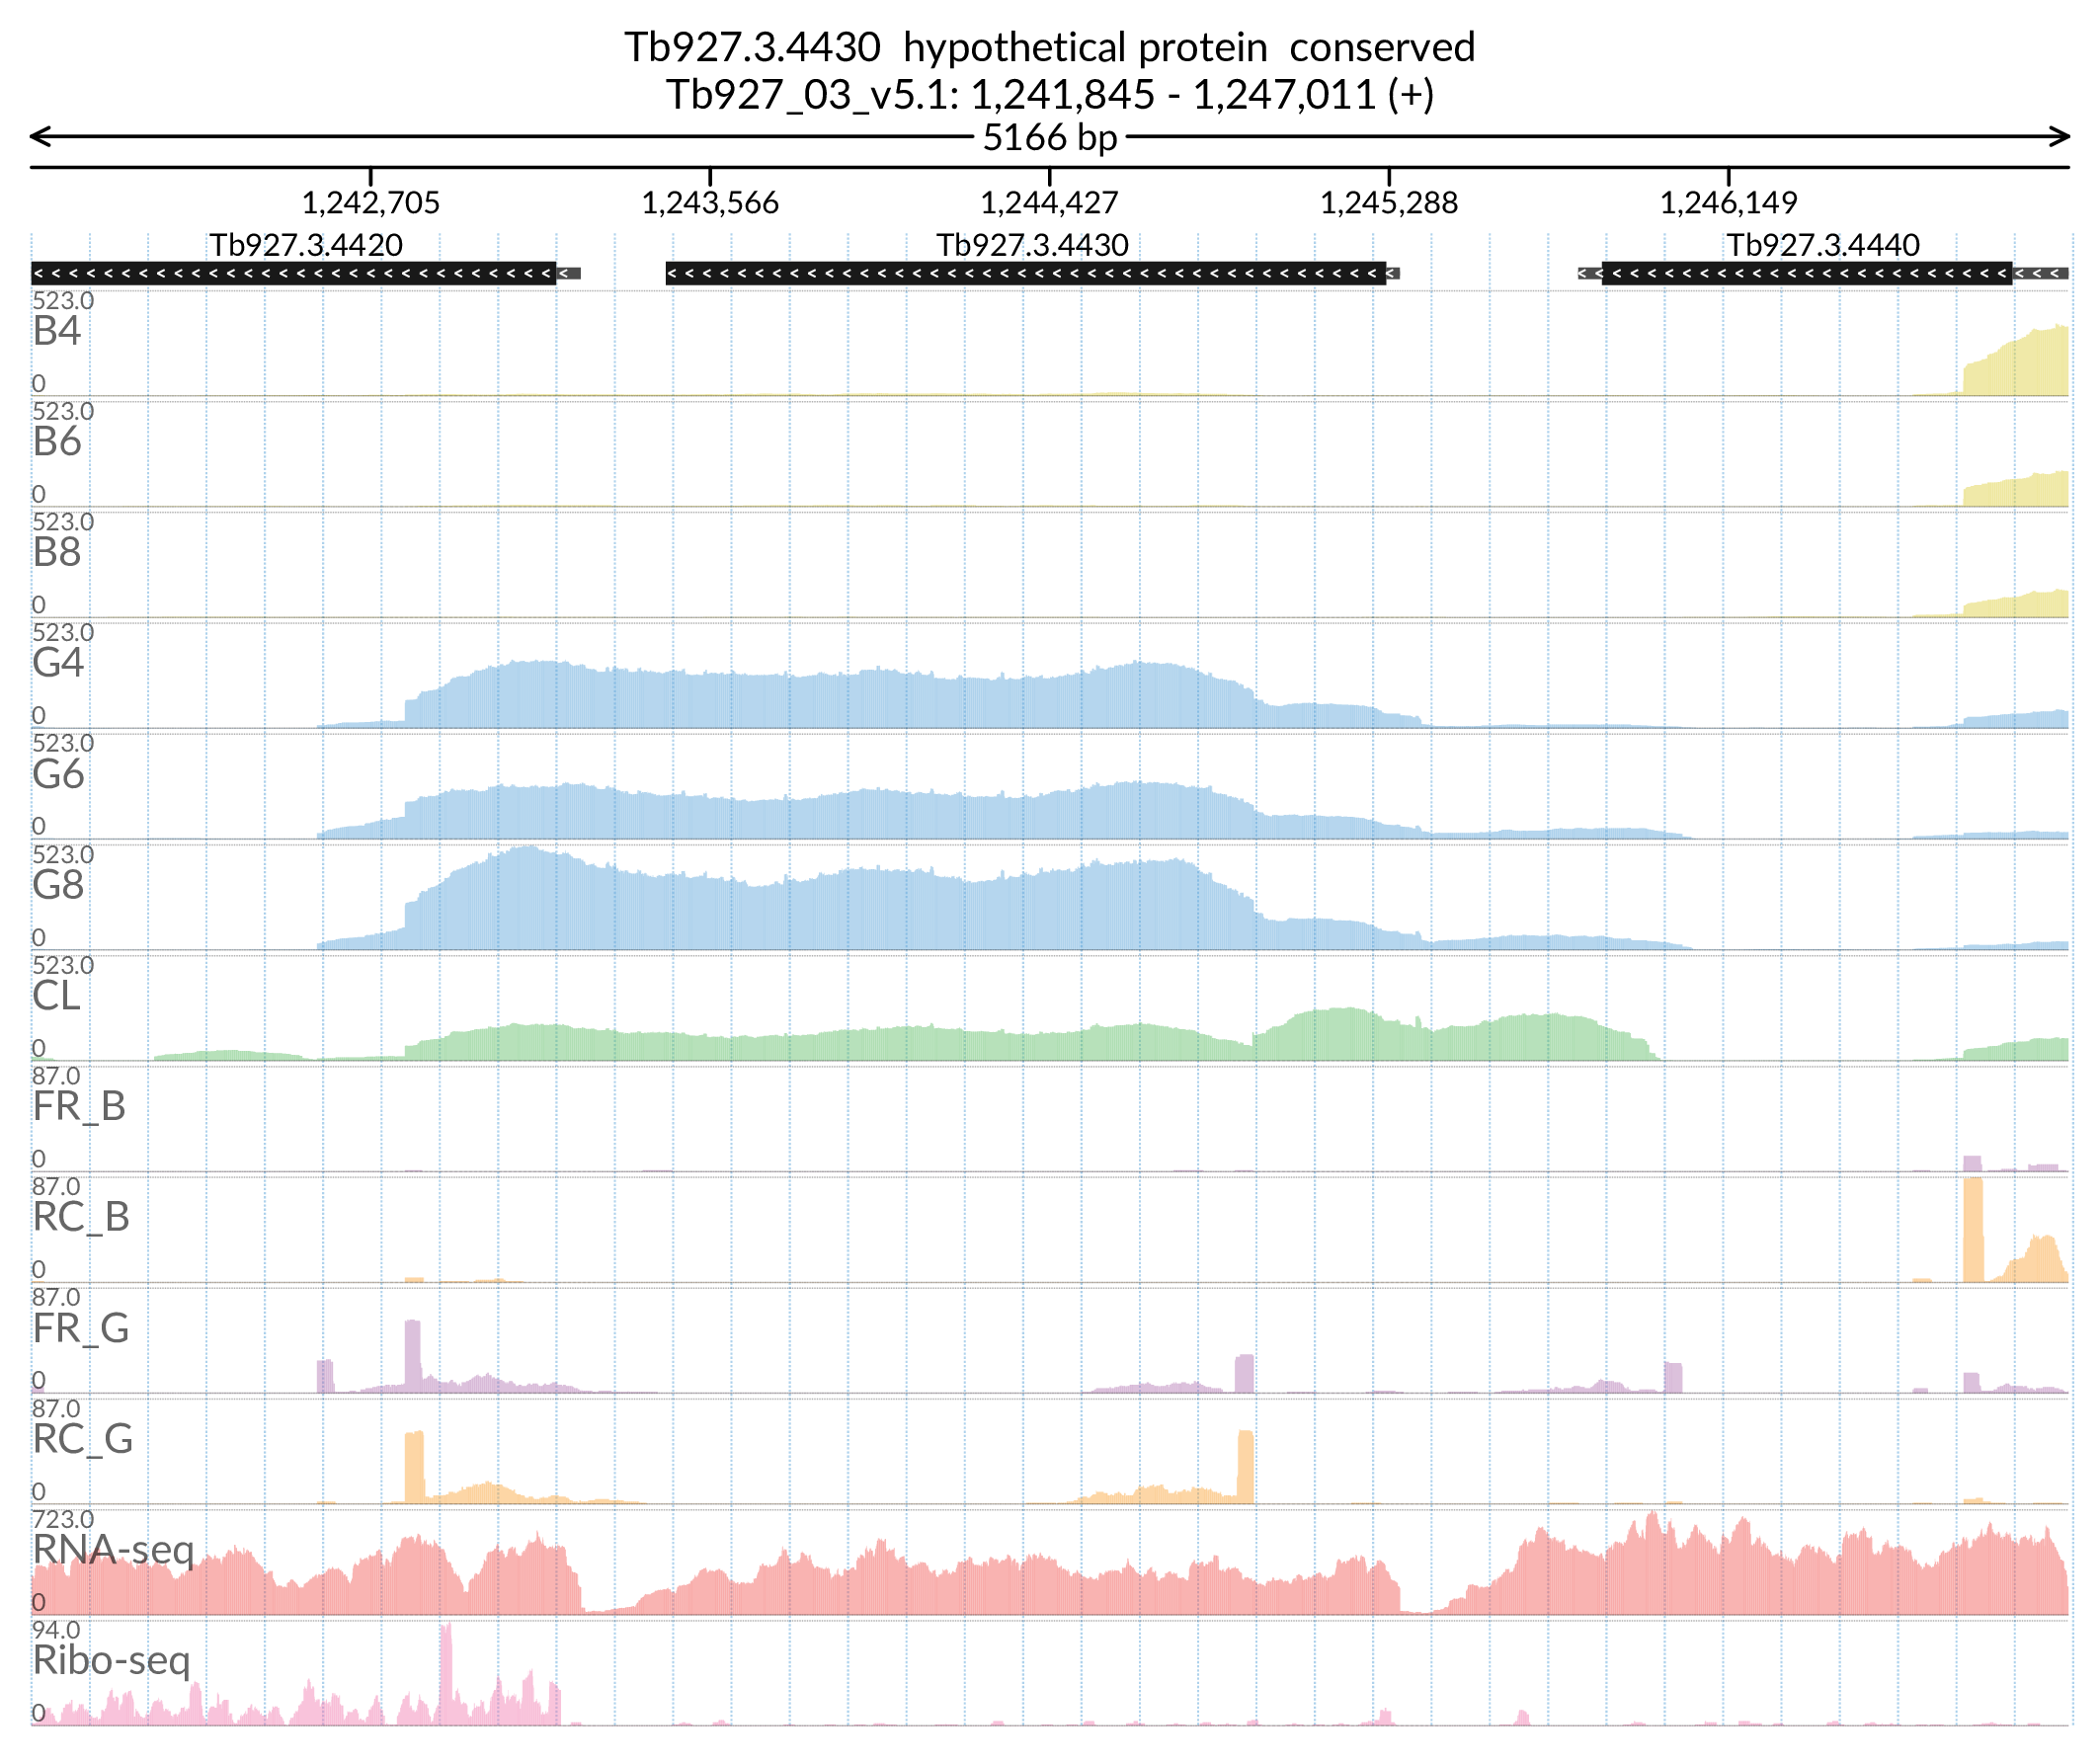 Tb927.3.4430 hypothetical protein conserved
Tb927_03_v5.1: 1,241,845 - 1,247,011 (+)
5166 bp
1,242,705 1,243,566 1,244,427 1,245,288 1,246,149
Tb927.3.4420 Tb927.3.4430 Tb927.3.4440
523.0
B4
0
523.0
B6
0
523.0
B8
0
523.0
G4
0
523.0
G6
0
523.0
G8
0
523.0
CL
0
87.0
FR_B
0
87.0
RC_B
0
87.0
FR_G
0
87.0
RC_G
0
723.0
RNA-seq
0
94.0
Ribo-seq
0